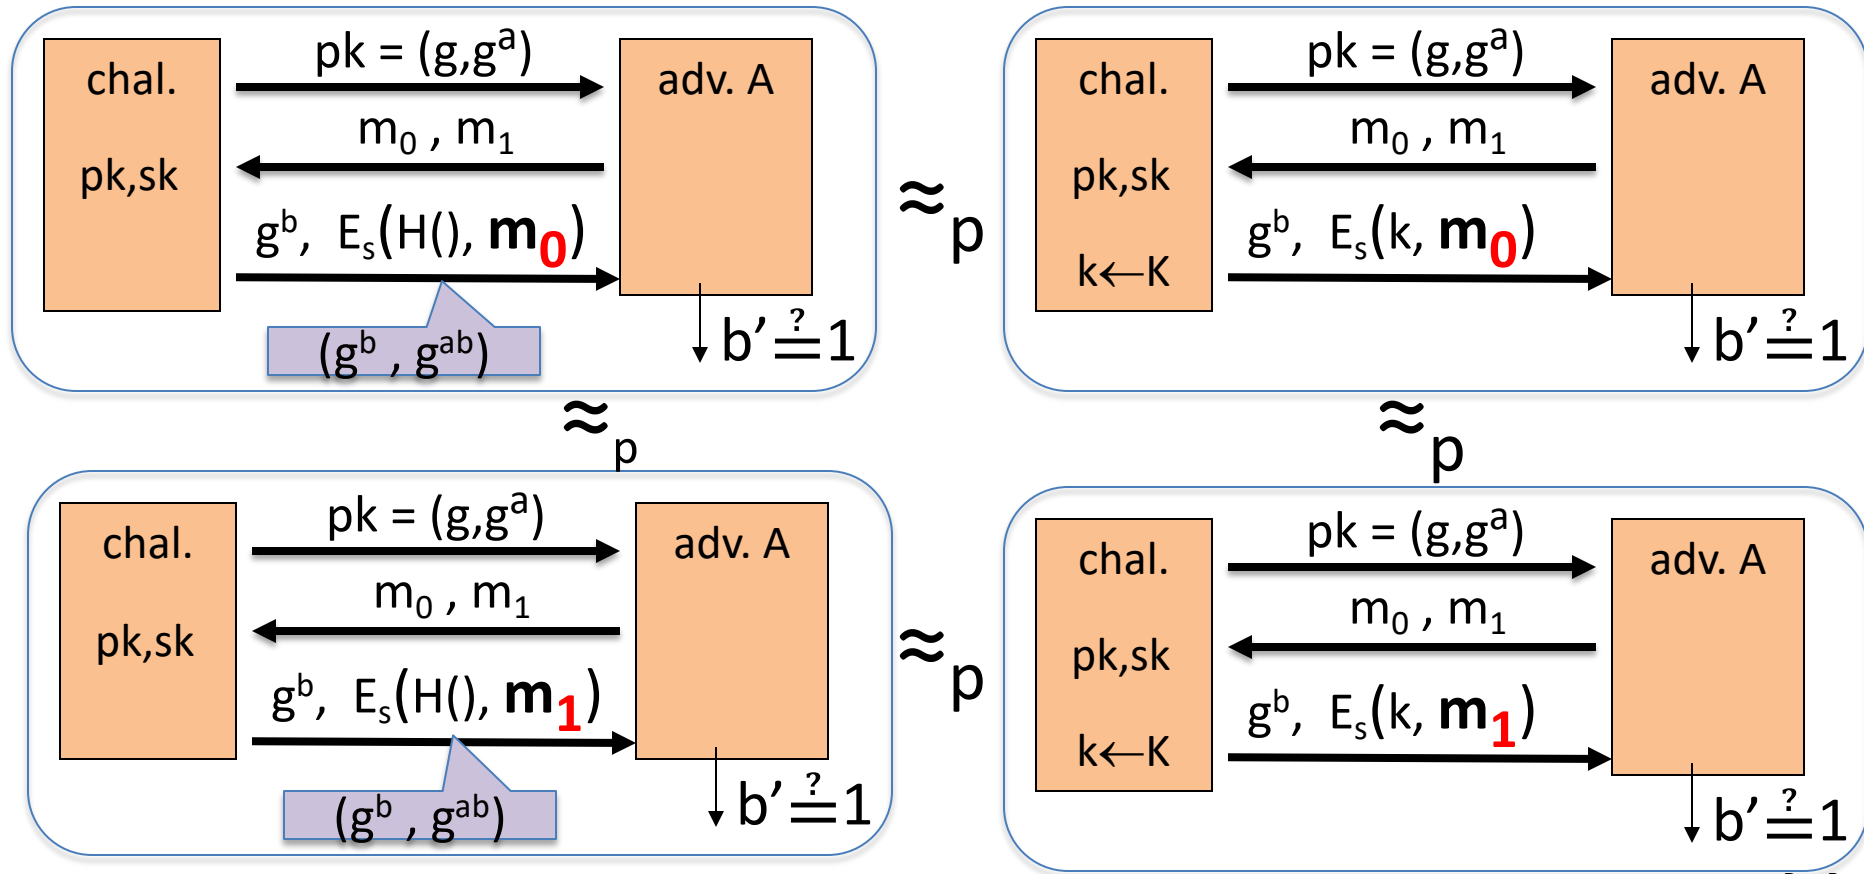 pk = (g,gᵃ)
chal.
adv. A
m₀ , m₁
pk,sk
gᵇ, Eₛ(H(), m₀)
(gᵇ , gᵃᵇ)
b’ ≟ 1
≈ₚ
pk = (g,gᵃ)
chal.
adv. A
m₀ , m₁
pk,sk
gᵇ, Eₛ(k, m₀)
k←K
b’ ≟ 1
≈ₚ
≈ₚ
pk = (g,gᵃ)
chal.
adv. A
m₀ , m₁
pk,sk
gᵇ, Eₛ(H(), m₁)
(gᵇ , gᵃᵇ)
b’ ≟ 1
≈ₚ
pk = (g,gᵃ)
chal.
adv. A
m₀ , m₁
pk,sk
gᵇ, Eₛ(k, m₁)
k←K
b’ ≟ 1